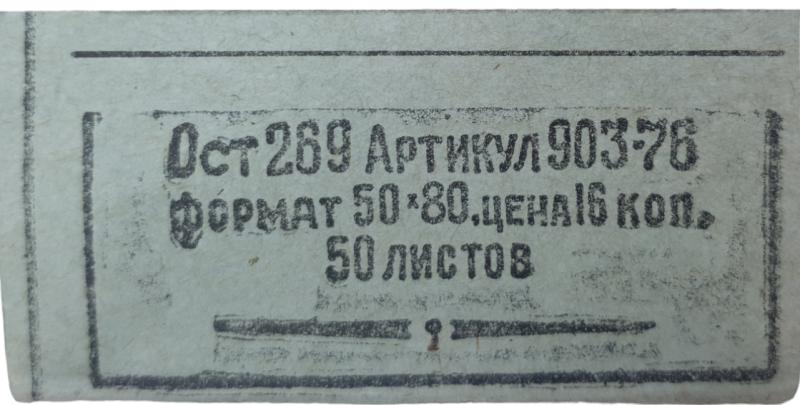 Ост 269 Артикул 903-76
формат 50×80, цена 16 коп.
50 листов